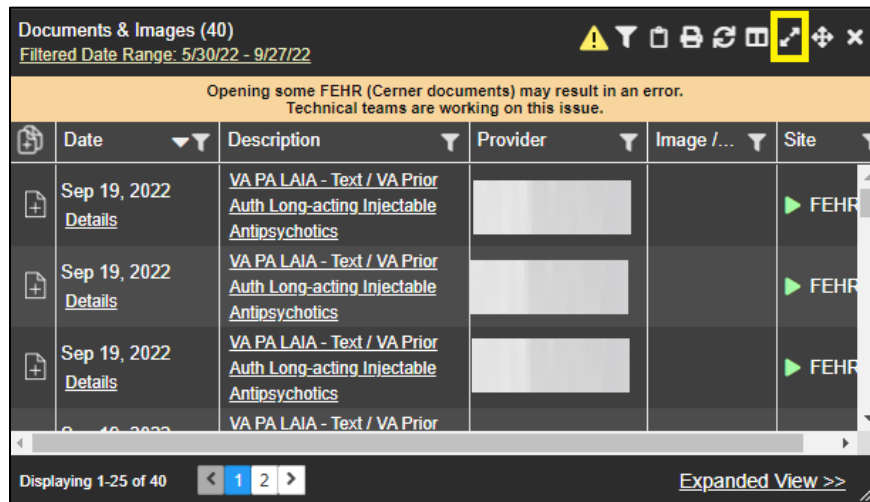 Documents & Images (40)
Filtered Date Range: 5/30/22 - 9/27/22
Opening some FEHR (Cerner documents) may result in an error.
Technical teams are working on this issue.
Date Description Provider Image /... Site
Sep 19, 2022
Details
VA PA LAIA - Text / VA Prior
Auth Long-acting Injectable
Antipsychotics
FEHR
Sep 19, 2022
Details
VA PA LAIA - Text / VA Prior
Auth Long-acting Injectable
Antipsychotics
FEHR
Sep 19, 2022
Details
VA PA LAIA - Text / VA Prior
Auth Long-acting Injectable
Antipsychotics
FEHR
VA PA LAIA - Text / VA Prior
Displaying 1-25 of 40 < 1 2 > Expanded View >>